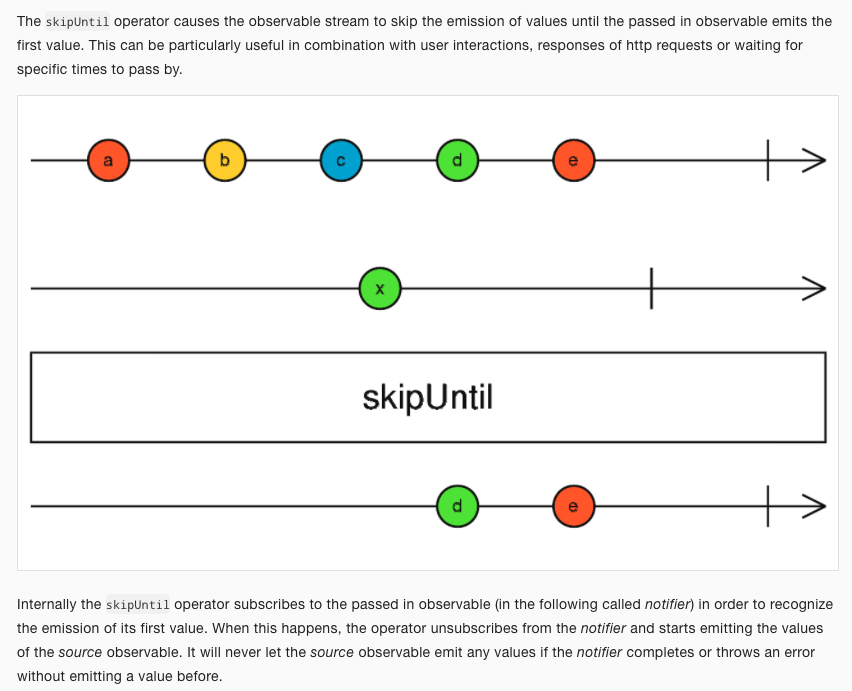 The skipUntil operator causes the observable stream to skip the emission of values until the passed in observable emits the
first value. This can be particularly useful in combination with user interactions, responses of http requests or waiting for
specific times to pass by.
a b c d e
x
skipUntil
d e
Internally the skipUntil operator subscribes to the passed in observable (in the following called notifier) in order to recognize
the emission of its first value. When this happens, the operator unsubscribes from the notifier and starts emitting the values
of the source observable. It will never let the source observable emit any values if the notifier completes or throws an error
without emitting a value before.